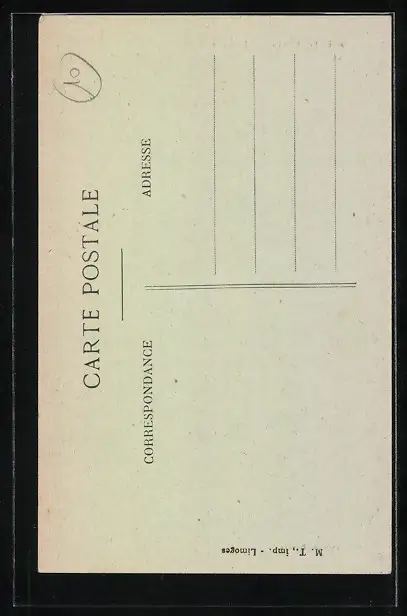 CARTE POSTALE
CORRESPONDANCE
ADRESSE
M. T., imp. - Limoges
10